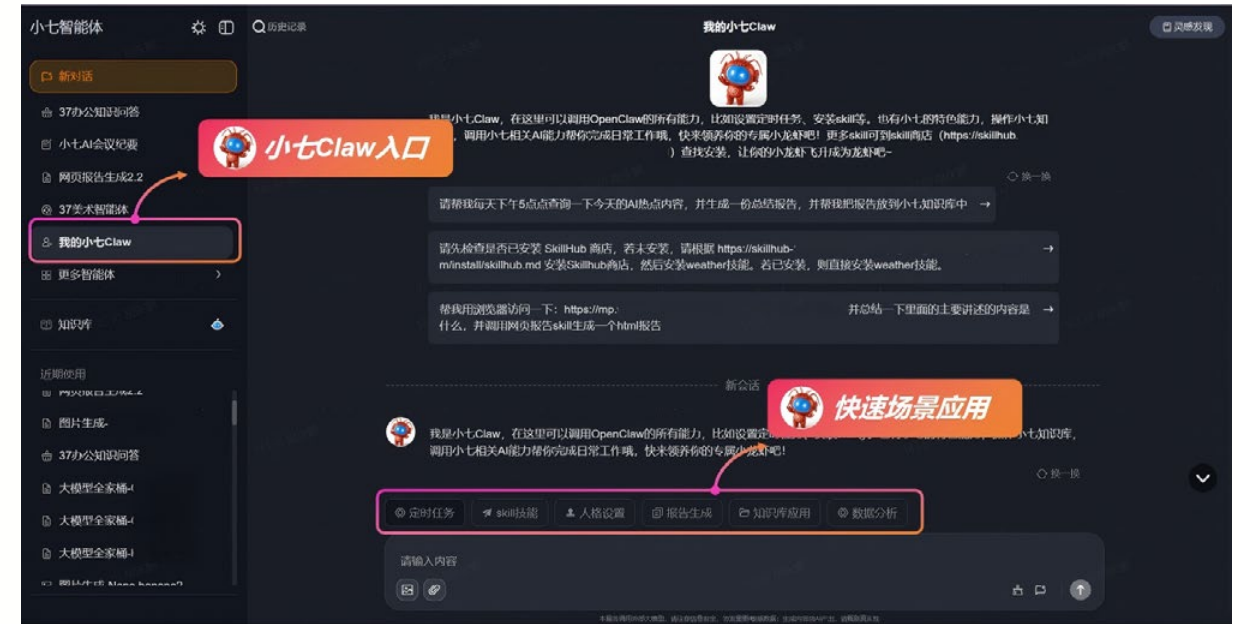 小七智能体
历史记录
我的小七Claw
灵感发现
新对话
37办公知识问答
小七AI会议纪要
网页报告生成2.2
37美术智能体
我的小七Claw
更多智能体
知识库
近期使用
网页报告生成2.2
图片生成-
37办公知识问答
大模型全家桶-
大模型全家桶-
大模型全家桶-
图片生成-Nano banana2
小七Claw入口
我是小七Claw，在这里可以调用OpenClaw的所有能力，比如设置定时任务、安装skill等。也有小七的特色能力，操作小七知
，调用小七相关AI能力帮你完成日常工作哦，快来领养你的专属小龙虾吧！更多skill可到skill商店（https://skillhub.
）查找安装，让你的小龙虾飞升成为龙虾吧~
换一换
请帮我每天下午5点点查询一下今天的AI热点内容，并生成一份总结报告，并帮我把报告放到小七知识库中 →
请先检查是否已安装 SkillHub 商店，若未安装，请根据 https://skillhub-
m/install/skillhub.md 安装Skillhub商店，然后安装weather技能。若已安装，则直接安装weather技能。 →
帮我用浏览器访问一下：https://mp. 并总结一下里面的主要讲述的内容是 →
什么，并调用网页报告skill生成一个html报告
新会话
快速场景应用
我是小七Claw，在这里可以调用OpenClaw的所有能力，比如设置定 小七知识库，
调用小七相关AI能力帮你完成日常工作哦，快来领养你的专属小龙虾吧！
换一换
定时任务
skill技能
人格设置
报告生成
知识库应用
数据分析
请输入内容